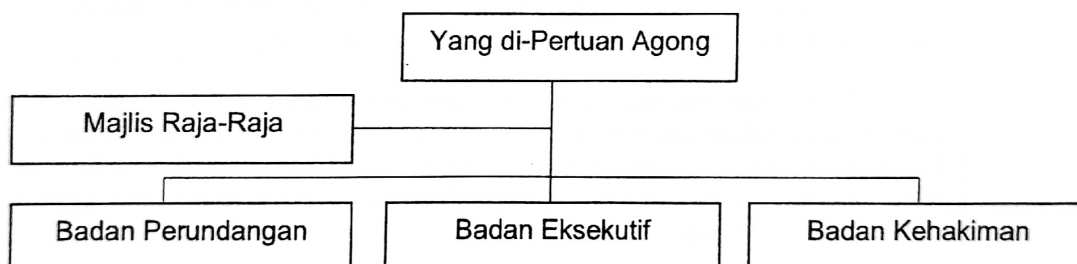 Yang di-Pertuan Agong
Majlis Raja-Raja
Badan Perundangan
Badan Eksekutif
Badan Kehakiman